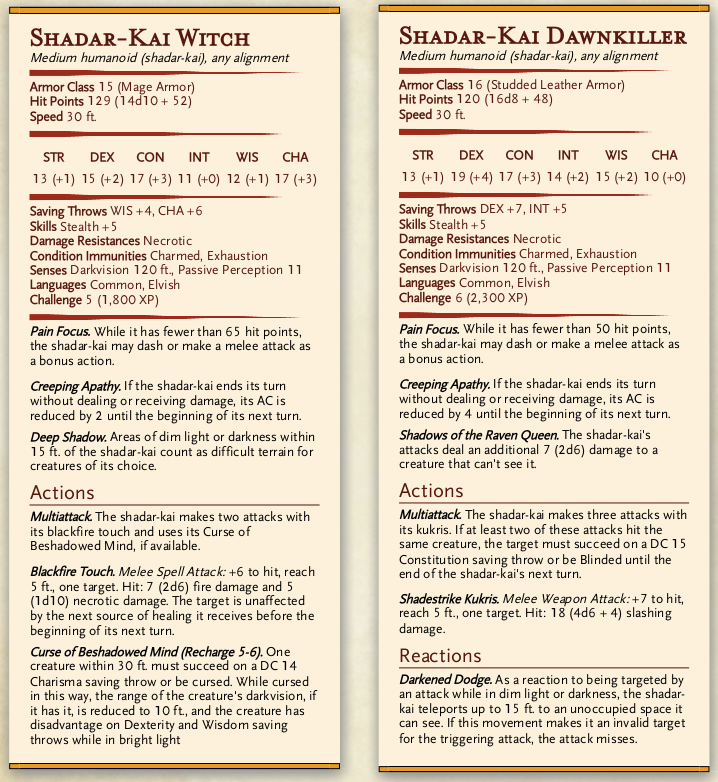 Shadar-Kai Witch
Medium humanoid (shadar-kai), any alignment
Armor Class 15 (Mage Armor)
Hit Points 129 (14d10 + 52)
Speed 30 ft.
STR DEX CON INT WIS CHA
13 (+1) 15 (+2) 17 (+3) 11 (+0) 12 (+1) 17 (+3)
Saving Throws WIS +4, CHA +6
Skills Stealth +5
Damage Resistances Necrotic
Condition Immunities Charmed, Exhaustion
Senses Darkvision 120 ft., Passive Perception 11
Languages Common, Elvish
Challenge 5 (1,800 XP)
Pain Focus. While it has fewer than 65 hit points,
the shadar-kai may dash or make a melee attack as
a bonus action.
Creeping Apathy. If the shadar-kai ends its turn
without dealing or receiving damage, its AC is
reduced by 2 until the beginning of its next turn.
Deep Shadow. Areas of dim light or darkness within
15 ft. of the shadar-kai count as difficult terrain for
creatures of its choice.
Actions
Multiattack. The shadar-kai makes two attacks with
its blackfire touch and uses its Curse of
Beshadowed Mind, if available.
Blackfire Touch. Melee Spell Attack: +6 to hit, reach
5 ft., one target. Hit: 7 (2d6) fire damage and 5
(1d10) necrotic damage. The target is unaffected
by the next source of healing it receives before the
beginning of its next turn.
Curse of Beshadowed Mind (Recharge 5-6). One
creature within 30 ft. must succeed on a DC 14
Charisma saving throw or be cursed. While cursed
in this way, the range of the creature's darkvision, if
it has it, is reduced to 10 ft., and the creature has
disadvantage on Dexterity and Wisdom saving
throws while in bright light
Shadar-Kai Dawnkiller
Medium humanoid (shadar-kai), any alignment
Armor Class 16 (Studded Leather Armor)
Hit Points 120 (16d8 + 48)
Speed 30 ft.
STR DEX CON INT WIS CHA
13 (+1) 19 (+4) 17 (+3) 14 (+2) 15 (+2) 10 (+0)
Saving Throws DEX +7, INT +5
Skills Stealth +5
Damage Resistances Necrotic
Condition Immunities Charmed, Exhaustion
Senses Darkvision 120 ft., Passive Perception 11
Languages Common, Elvish
Challenge 6 (2,300 XP)
Pain Focus. While it has fewer than 50 hit points,
the shadar-kai may dash or make a melee attack as
a bonus action.
Creeping Apathy. If the shadar-kai ends its turn
without dealing or receiving damage, its AC is
reduced by 4 until the beginning of its next turn.
Shadows of the Raven Queen. The shadar-kai's
attacks deal an additional 7 (2d6) damage to a
creature that can't see it.
Actions
Multiattack. The shadar-kai makes three attacks with
its kukris. If at least two of these attacks hit the
same creature, the target must succeed on a DC 15
Constitution saving throw or be Blinded until the
end of the shadar-kai's next turn.
Shadestrike Kukris. Melee Weapon Attack: +7 to hit,
reach 5 ft., one target. Hit: 18 (4d6 + 4) slashing
damage.
Reactions
Darkened Dodge. As a reaction to being targeted by
an attack while in dim light or darkness, the shadar-
kai teleports up to 15 ft. to an unoccupied space it
can see. If this movement makes it an invalid target
for the triggering attack, the attack misses.